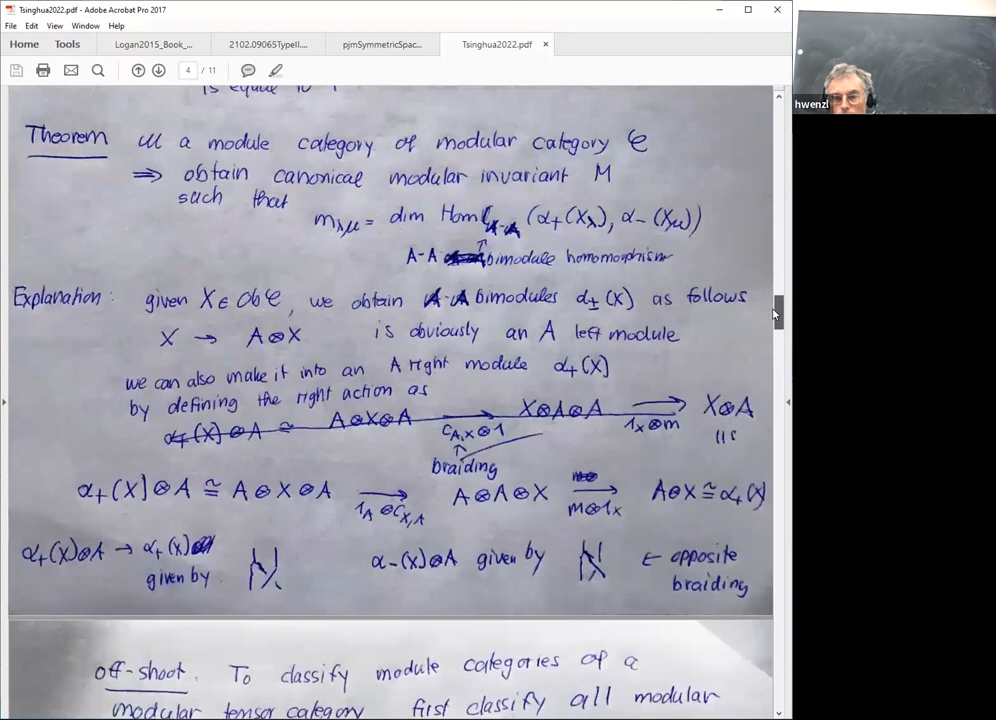 Tsinghua2022.pdf - Adobe Acrobat Pro 2017
File Edit View Window Help
Home Tools Logan2015_Book_... 2102.09065TypeII.... pjmSymmetricSpac... Tsinghua2022.pdf ×
4 / 11
hwenzl
is equal to 1
Theorem M a module category of modular category C
⇒ obtain canonical modular invariant M
such that
m_λμ = dim Hom (α+(X_λ), α-(X_μ))
A-A bimodule homomorphism
Explanation: given X ∈ Ob C, we obtain bimodules α±(X) as follows
X → A⊗X is obviously an A left module
we can also make it into an A right module α+(X)
by defining the right action as
α+(X)⊗A ≅ A⊗X⊗A → X⊗A⊗A → X⊗A
C_A,X ⊗1 1_X⊗m
braiding
α+(X)⊗A ≅ A⊗X⊗A → A⊗A⊗X → A⊗X ≅ α+(X)
1_A⊗C_X,A m⊗1_X
α+(X)⊗A → α+(X)
given by
α-(X)⊗A given by ← opposite
braiding
off-shoot. To classify module categories of a
modular tensor category first classify all modular